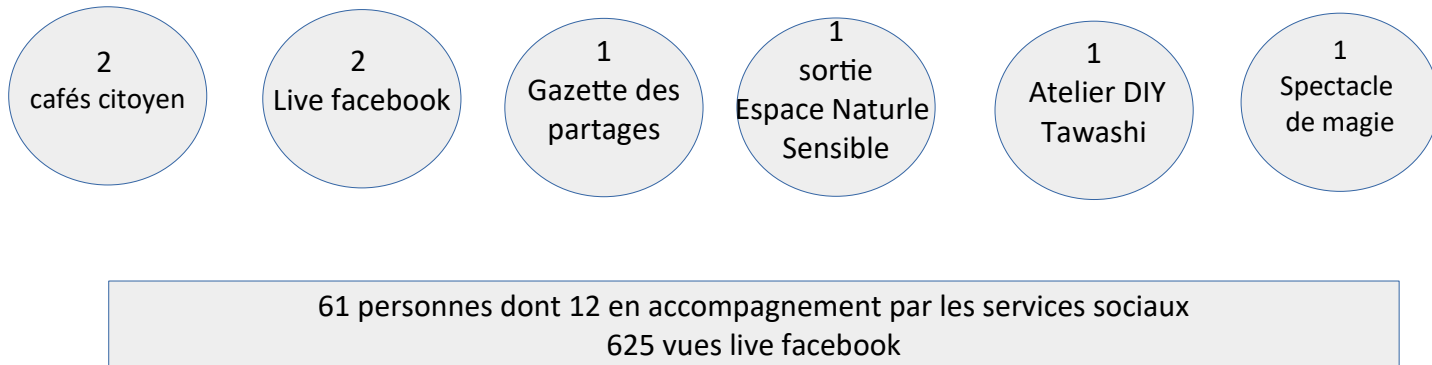 2
cafés citoyen
2
Live facebook
1
Gazette des
partages
1
sortie
Espace Naturle
Sensible
1
Atelier DIY
Tawashi
1
Spectacle
de magie
61 personnes dont 12 en accompagnement par les services sociaux
625 vues live facebook